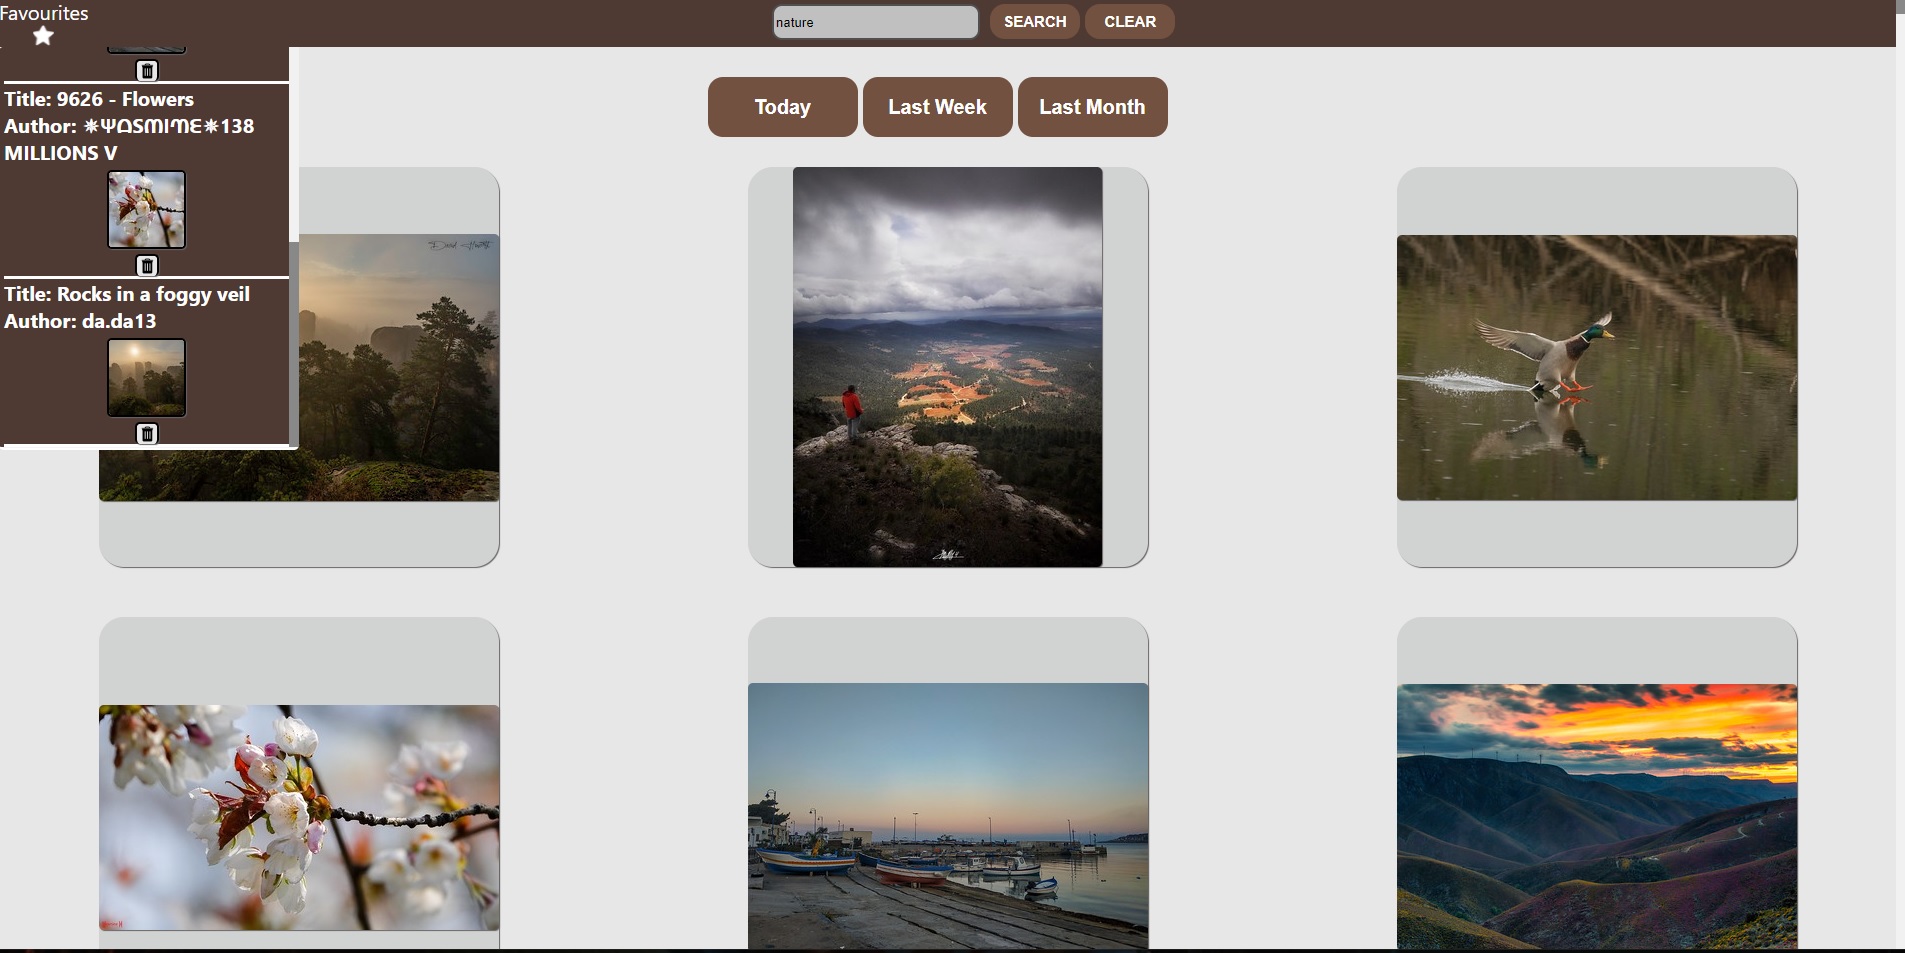 Favourites
nature
SEARCH
CLEAR
Today
Last Week
Last Month
Title: 9626 - Flowers
Author: ✵ΨᗩSᗰIᘉᗴ✵138
MILLIONS V
Title: Rocks in a foggy veil
Author: da.da13